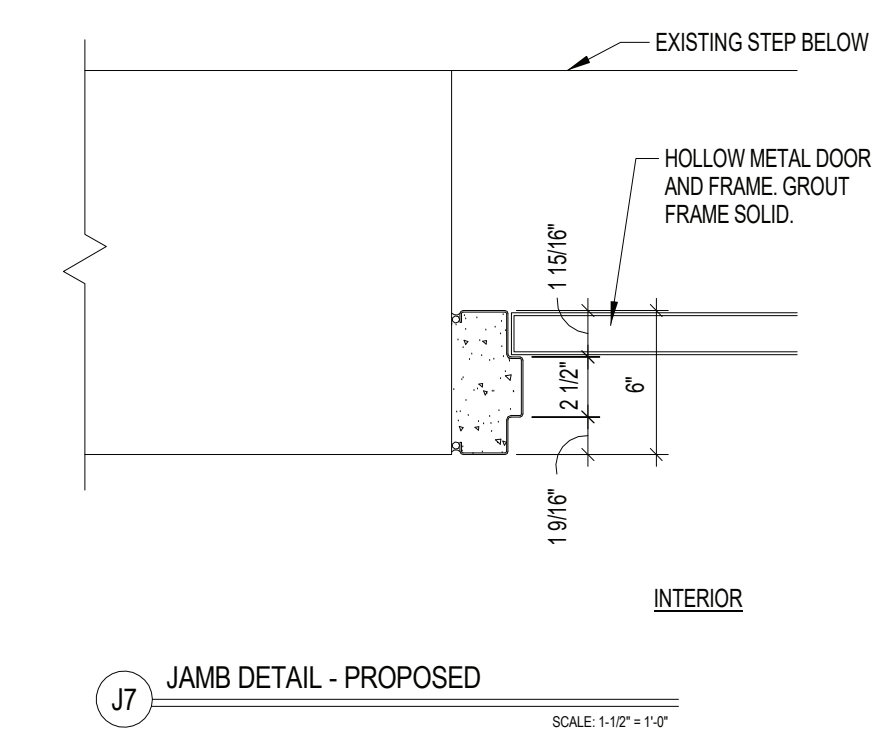 EXISTING STEP BELOW
HOLLOW METAL DOOR
AND FRAME. GROUT
FRAME SOLID.
1 15/16"
2 1/2"
6"
1 9/16"
INTERIOR
J7
JAMB DETAIL - PROPOSED
SCALE: 1-1/2" = 1'-0"